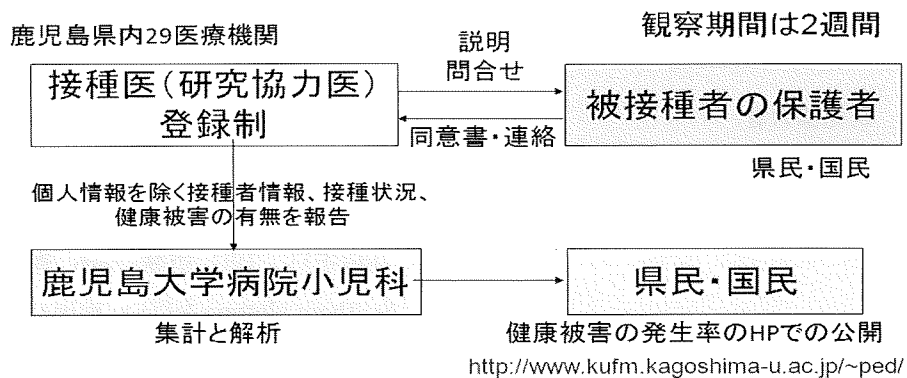 鹿児島県内29医療機関
観察期間は2週間
接種医(研究協力医)
登録制
説明
問合せ
被接種者の保護者
同意書・連絡
県民・国民
個人情報を除く接種者情報、接種状況、
健康被害の有無を報告
鹿児島大学病院小児科
県民・国民
集計と解析
健康被害の発生率のHPでの公開
http://www.kufm.kagoshima-u.ac.jp/~ped/